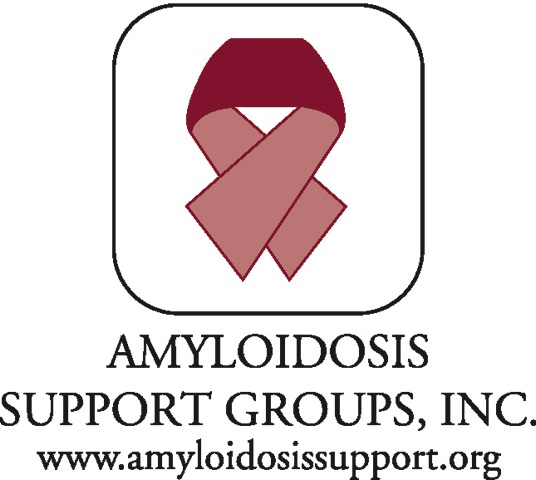 AMYLOIDOSIS
SUPPORT GROUPS, INC.
www.amyloidosissupport.org